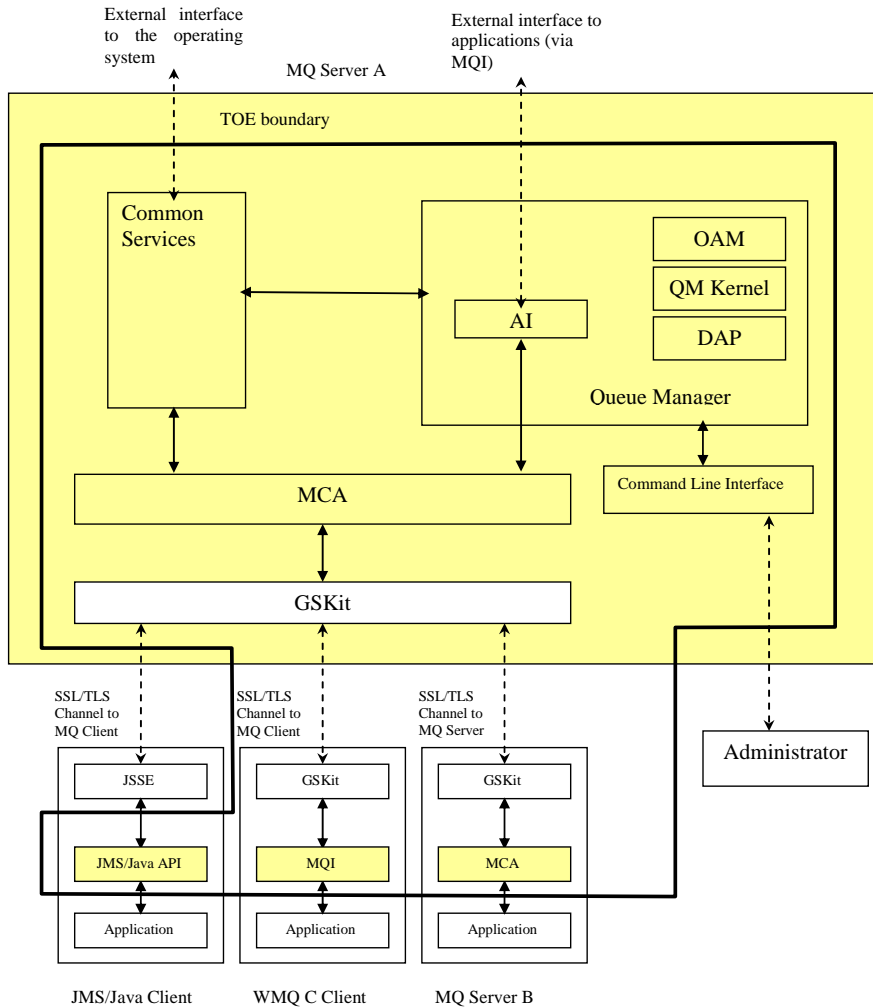 External interface
to the operating
system
External interface to
applications (via
MQI)
MQ Server A
TOE boundary
Common
Services
OAM
QM Kernel
AI
DAP
Queue Manager
MCA
Command Line Interface
GSKit
SSL/TLS
Channel to
MQ Client
SSL/TLS
Channel to
MQ Client
SSL/TLS
Channel to
MQ Server
Administrator
JSSE
GSKit
GSKit
JMS/Java API
MQI
MCA
Application
Application
Application
JMS/Java Client
WMQ C Client
MQ Server B